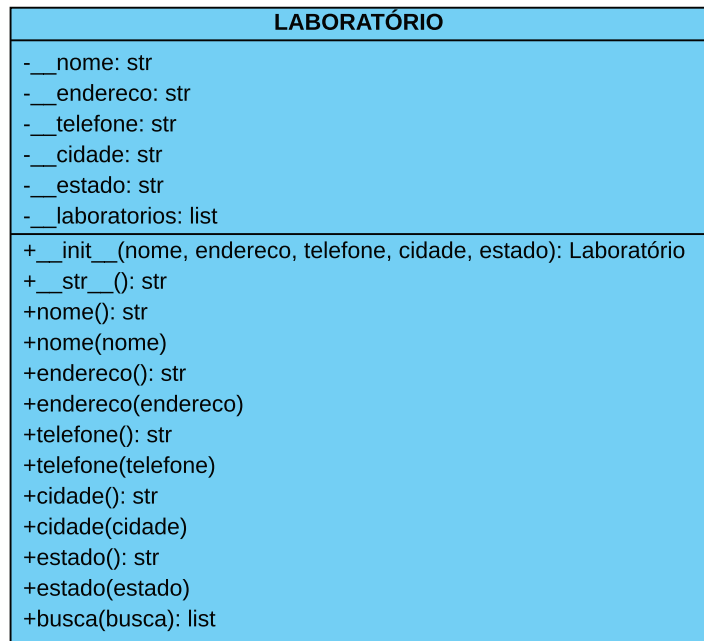 LABORATÓRIO
-__nome: str
-__endereco: str
-__telefone: str
-__cidade: str
-__estado: str
-__laboratorios: list
+__init__(nome, endereco, telefone, cidade, estado): Laboratório
+__str__(): str
+nome(): str
+nome(nome)
+endereco(): str
+endereco(endereco)
+telefone(): str
+telefone(telefone)
+cidade(): str
+cidade(cidade)
+estado(): str
+estado(estado)
+busca(busca): list